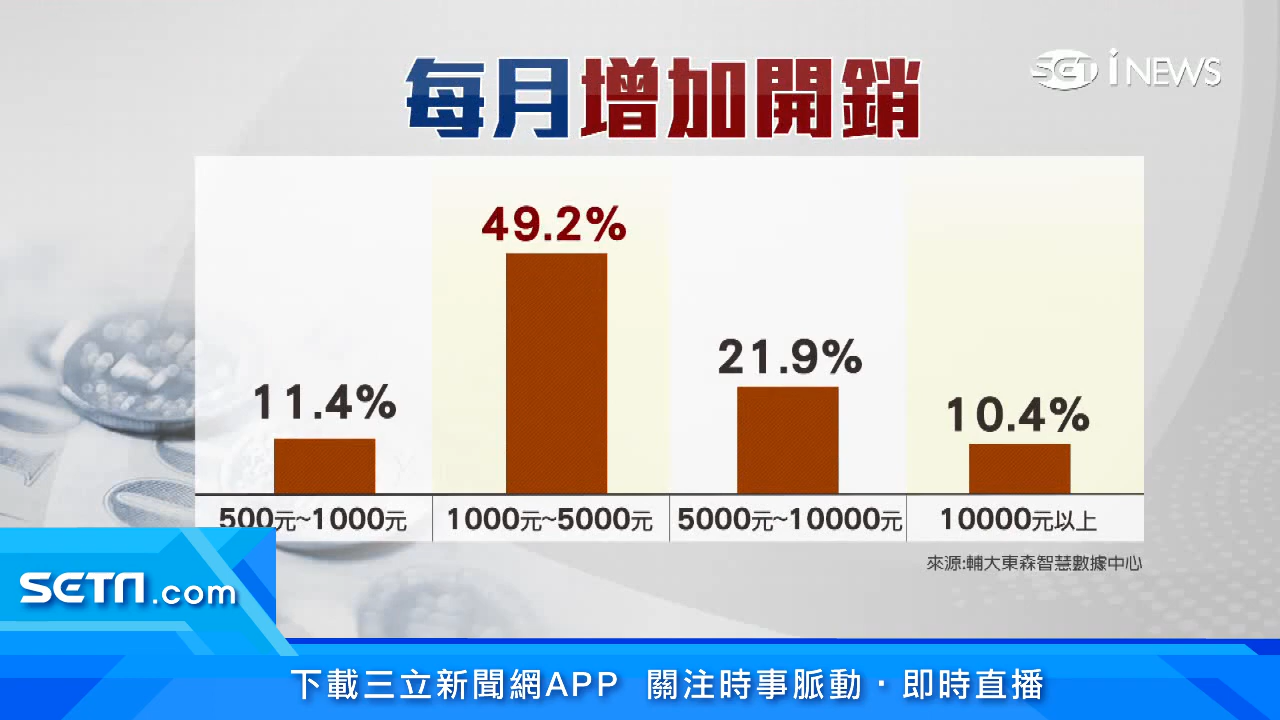 每月增加開銷
SET iNEWS
49.2%
21.9%
11.4%
10.4%
500元~1000元
1000元~5000元
5000元~10000元
10000元以上
來源:輔大東森智慧數據中心
SETN.com
下載三立新聞網APP 關注時事脈動·即時直播